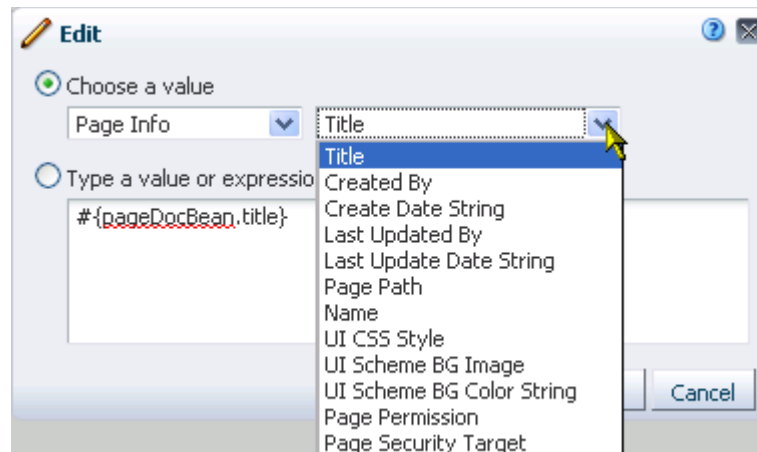 Edit
Choose a value
Page Info Title
Title
Type a value or expressio
Created By
#{pageDocBean.title}
Create Date String
Last Updated By
Last Update Date String
Page Path
Name
UI CSS Style
UI Scheme BG Image
UI Scheme BG Color String
Cancel
Page Permission
Page Security Target